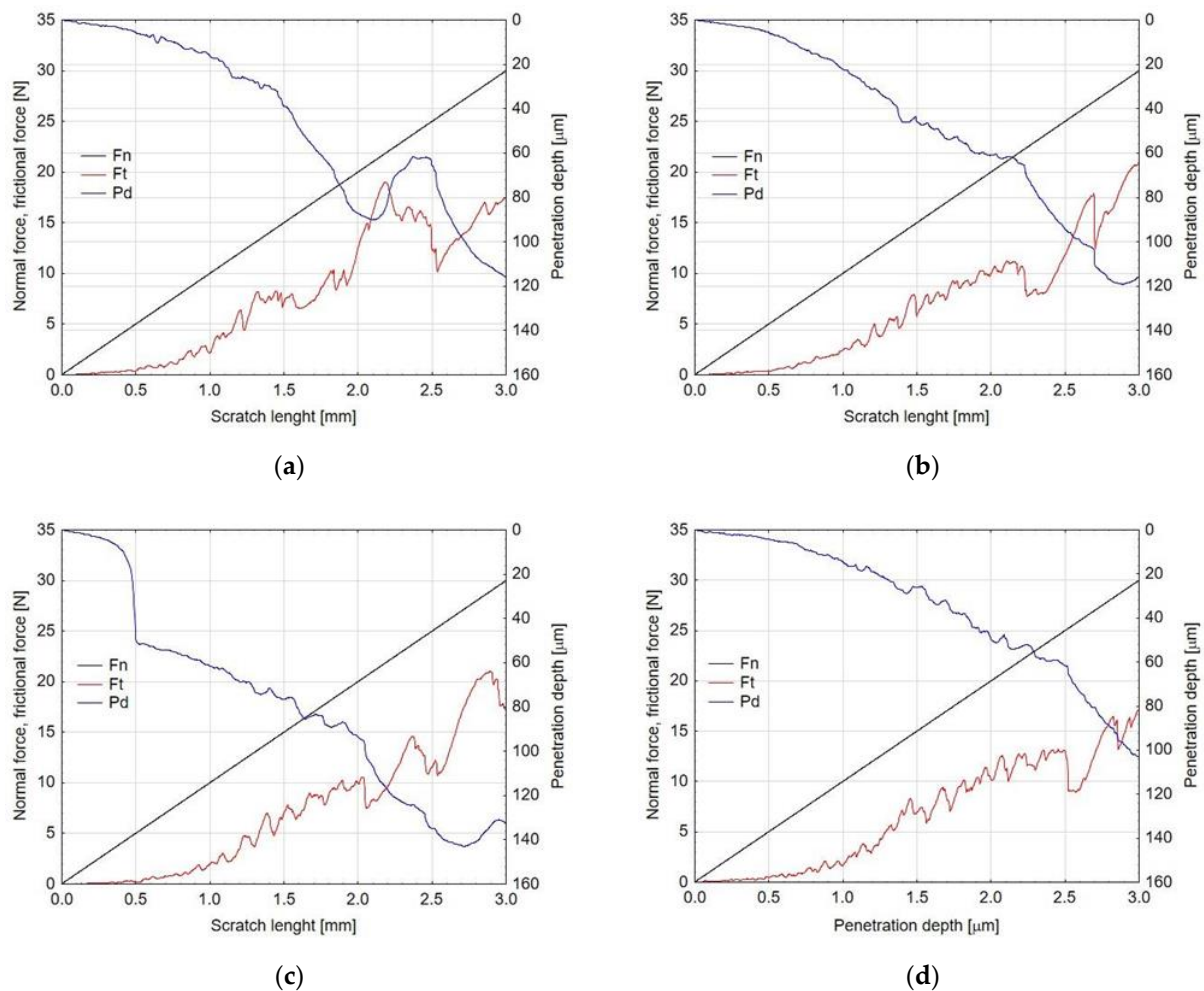 35
30
25
20
15
10
5
0
Normal force, frictional force [N]
Fn
Ft
Pd
0
20
40
60
80
100
120
140
160
Penetration depth [μm]
0.0 0.5 1.0 1.5 2.0 2.5 3.0
Scratch lenght [mm]
(a)
35
30
25
20
15
10
5
0
Normal force, frictional force [N]
Fn
Ft
Pd
0
20
40
60
80
100
120
140
160
Penetration depth [μm]
0.0 0.5 1.0 1.5 2.0 2.5 3.0
Scratch lenght [mm]
(b)
35
30
25
20
15
10
5
0
Normal force, frictional force [N]
Fn
Ft
Pd
0
20
40
60
80
100
120
140
160
Penetration depth [μm]
0.0 0.5 1.0 1.5 2.0 2.5 3.0
Scratch lenght [mm]
(c)
35
30
25
20
15
10
5
0
Normal force, frictional force [N]
Fn
Ft
Pd
0
20
40
60
80
100
120
140
160
Penetration depth [μm]
0.0 0.5 1.0 1.5 2.0 2.5 3.0
Penetration depth [μm]
(d)